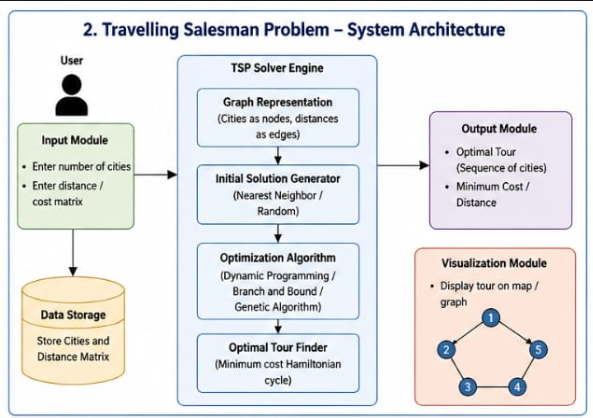 2. Travelling Salesman Problem – System Architecture
User
Input Module
• Enter number of cities
• Enter distance /
cost matrix
Data Storage
Store Cities and
Distance Matrix
TSP Solver Engine
Graph Representation
(Cities as nodes, distances
as edges)
Initial Solution Generator
(Nearest Neighbor /
Random)
Optimization Algorithm
(Dynamic Programming /
Branch and Bound /
Genetic Algorithm)
Optimal Tour Finder
(Minimum cost Hamiltonian
cycle)
Output Module
• Optimal Tour
(Sequence of cities)
• Minimum Cost /
Distance
Visualization Module
• Display tour on map /
graph
1
2
5
3
4